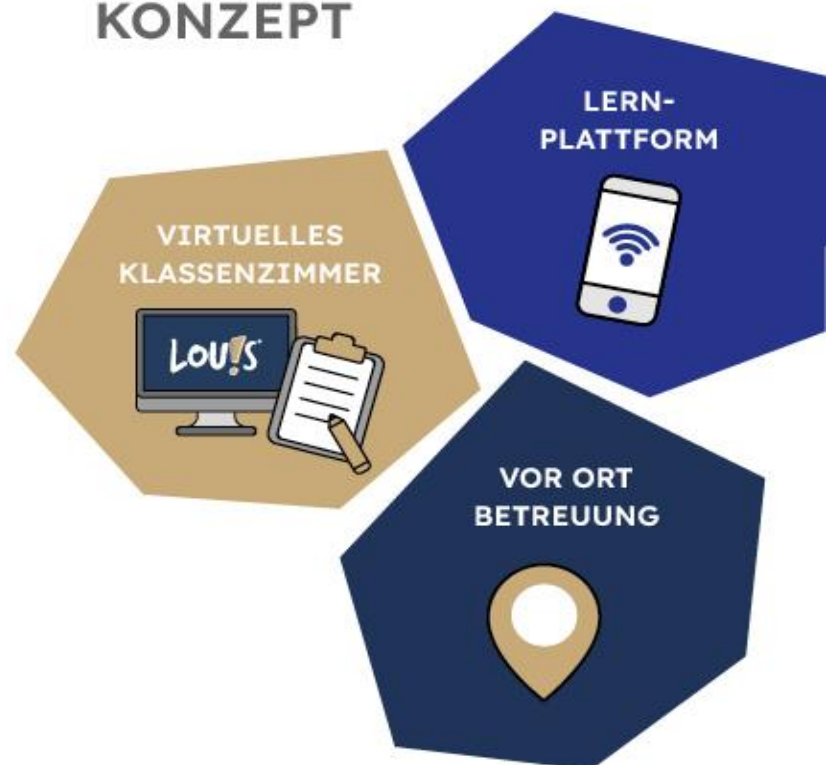 KONZEPT
LERN-
PLATTFORM
VIRTUELLES
KLASSENZIMMER
LOU!S
VOR ORT
BETREUUNG